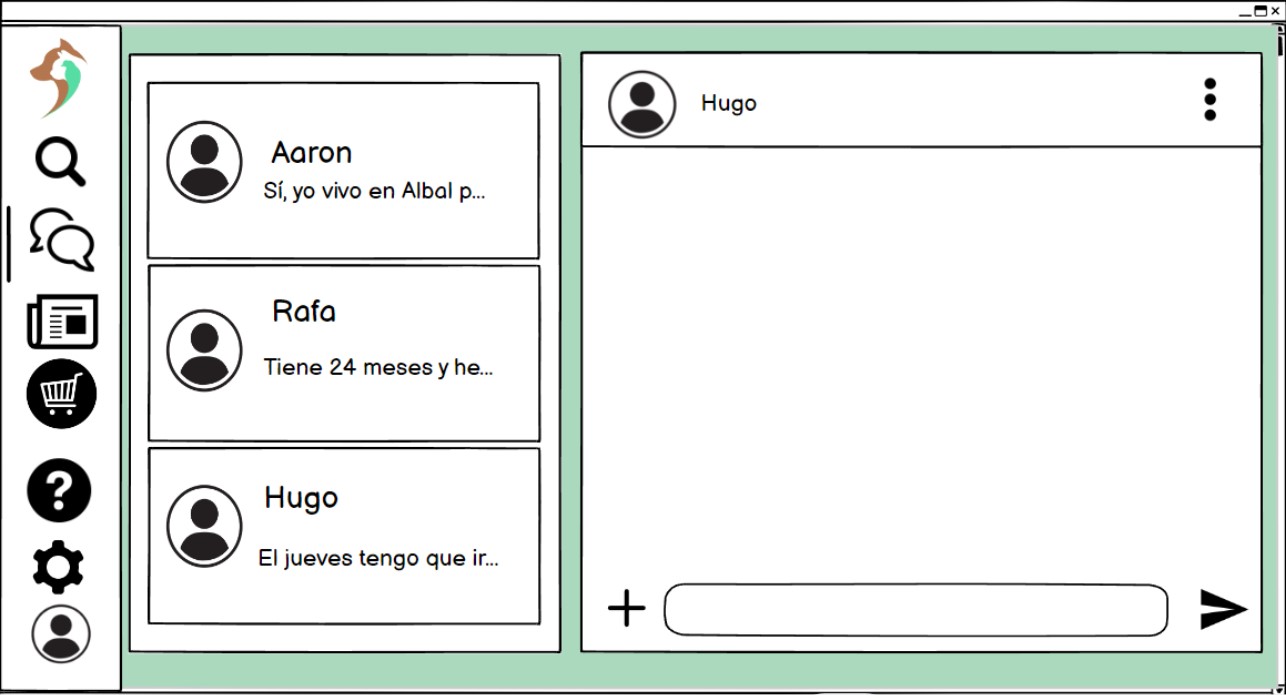 Aaron
Sí, yo vivo en Albal p...
Rafa
Tiene 24 meses y he...
Hugo
El jueves tengo que ir...
Hugo